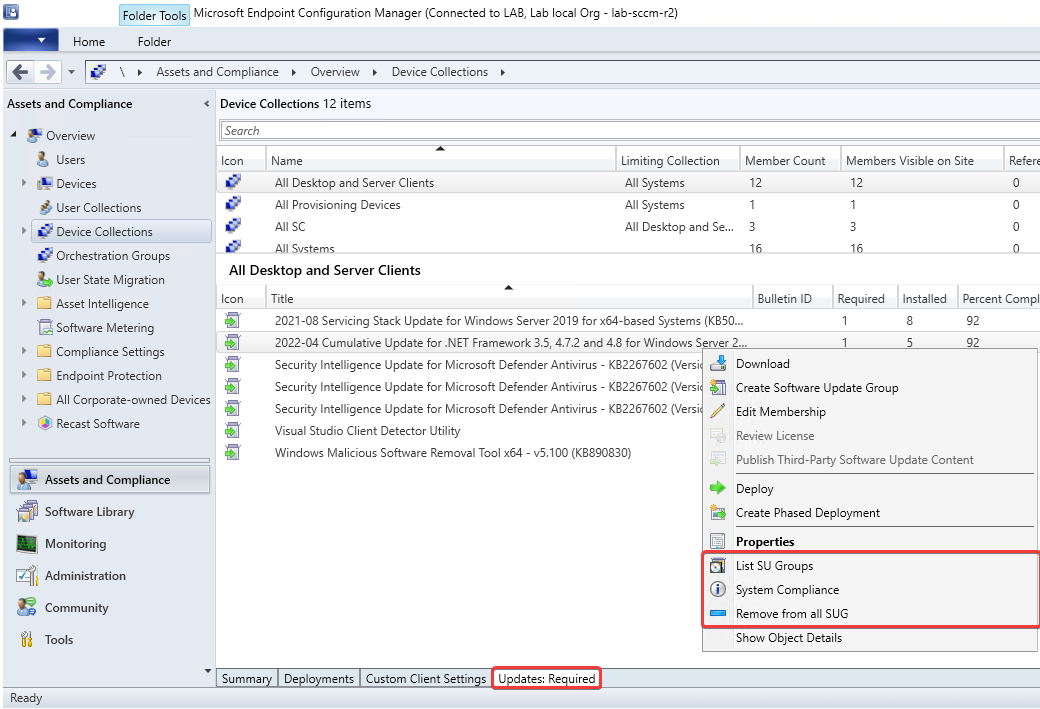 Folder Tools Microsoft Endpoint Configuration Manager (Connected to LAB, Lab local Org - lab-sccm-r2)
Home Folder
\ Assets and Compliance Overview Device Collections
Assets and Compliance
Overview
Users
Devices
User Collections
Device Collections
Orchestration Groups
User State Migration
Asset Intelligence
Software Metering
Compliance Settings
Endpoint Protection
All Corporate-owned Devices
Recast Software
Assets and Compliance
Software Library
Monitoring
Administration
Community
Tools
Device Collections 12 items
Search
Icon Name Limiting Collection Member Count Members Visible on Site Refere
All Desktop and Server Clients All Systems 12 12 0
All Provisioning Devices All Systems 1 1 0
All SC All Desktop and Se... 3 3 0
All Systems 16 16 0
All Desktop and Server Clients
Icon Title Bulletin ID Required Installed Percent Compl
2021-08 Servicing Stack Update for Windows Server 2019 for x64-based Systems (KB50... 1 8 92
2022-04 Cumulative Update for .NET Framework 3.5, 4.7.2 and 4.8 for Windows Server 2... 1 5 92
Security Intelligence Update for Microsoft Defender Antivirus - KB2267602 (Versi
Security Intelligence Update for Microsoft Defender Antivirus - KB2267602 (Versi
Security Intelligence Update for Microsoft Defender Antivirus - KB2267602 (Versi
Visual Studio Client Detector Utility
Windows Malicious Software Removal Tool x64 - v5.100 (KB890830)
Download
Create Software Update Group
Edit Membership
Review License
Publish Third-Party Software Update Content
Deploy
Create Phased Deployment
Properties
List SU Groups
System Compliance
Remove from all SUG
Show Object Details
Summary Deployments Custom Client Settings Updates: Required
Ready